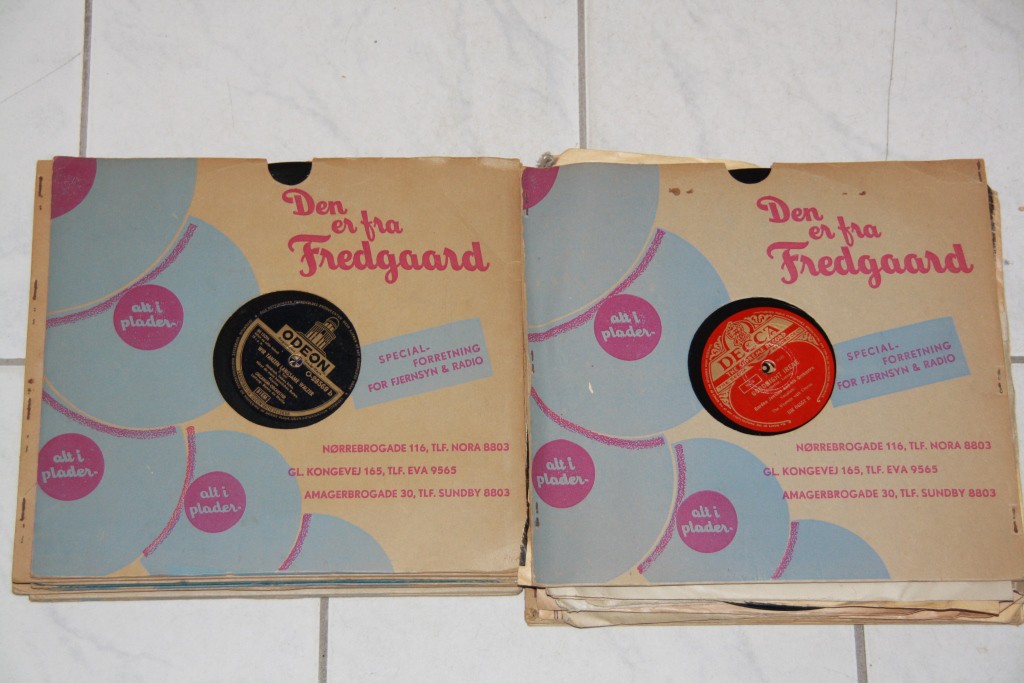 Den
er fra
Fredgaard
alt i
plader-
ODEON
SPECIAL-
FORRETNING
FOR FJERNSYN & RADIO
NØRREBROGADE 116, TLF. NORA 8803
GL. KONGEVEJ 165, TLF. EVA 9565
AMAGERBROGADE 30, TLF. SUNDBY 8803
alt i
plader-
alt i
plader-
Den
er fra
Fredgaard
alt i
plader-
DECCA
SPECIAL-
FORRETNING
FOR FJERNSYN & RADIO
NØRREBROGADE 116, TLF. NORA 8803
GL. KONGEVEJ 165, TLF. EVA 9565
AMAGERBROGADE 30, TLF. SUNDBY 8803
alt i
plader-
alt i
plader-